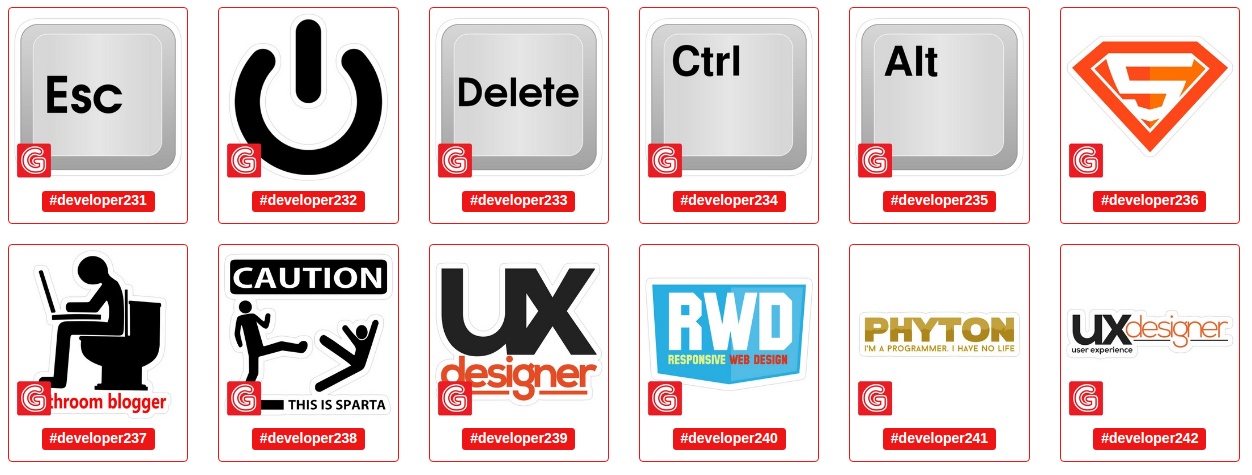 Esc
Delete
Ctrl
Alt
S
G
G
G
G
G
G
#developer231
#developer232
#developer233
#developer234
#developer235
#developer236
CAUTION
UX
designer
RWD
RESPONSIVE WEB DESIGN
PHYTON
I'M A PROGRAMMER. I HAVE NO LIFE
UXdesigner
user experience
G
throom blogger
G
THIS IS SPARTA
G
G
G
G
#developer237
#developer238
#developer239
#developer240
#developer241
#developer242